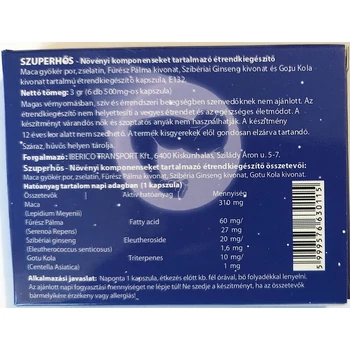 SZUPERHŐS - Növényi komponenseket tartalmazó étrendkiegészítő
Maca gyökér por, zselatin, Fűrész Pálma kivonat, Szibériai Ginseng kivonat és Gotu Kola
kivonatot tartalmazó étrendkiegészítő kapszula, E132.
Nettó tömeg: 3 gr (6 db 500mg-os kapszula)
Magas vérnyomásban, szív és érrendszeri betegségben szenvedőknek nem ajánlott. Az
étrendkiegészítő nem helyettesíti a vegyes étrendet és az egészséges életmódot. A
készítményt várandós nők és szoptatós anyák nem használhatják. A készítmény
12 éves kor alatt nem szedhető. A termék kisgyerekek elől gondosan elzárva tartandó.
Száraz, hűvös helyen tárolja.
Forgalmazó: IBERICO TRANSPORT Kft., 6400 Kiskunhalas, Szilády Áron u. 5-7.
Szuperhős - Növényi komponenseket tartalmazó étrendkiegészítő összetevői:
Maca gyökér por, zselatin, Fűrész Pálma kivonat, Szibériai Ginseng kivonat, Gotu Kola kivonat.
Hatóanyag tartalom napi adagban (1 kapszula)
Összetevők Aktív hatóanyag Mennyiség
Maca 310 mg
(Lepidium Meyenii)
Fűrész Pálma Fatty acid 60 mg/
(Serenoa Repens) 27 mg
Szibériai ginseng Eleutheroside 20 mg/
(Eleutherococcus senticosus) 1,6 mg
Gotu Kola Triterpenes 10 mg/
(Centella Asiatica) 1 mg
Alkalmazási javaslat: Naponta 1 kapszula, étkezés előtt kb. fél órával, bő folyadékkal lenyelni.
Az ajánlott napi fogyasztási mennyiséget ne lépje túl! Ne szedje a készítményt, ha az összetevők
bármelyikére érzékeny vagy allergiás!
5999576630115